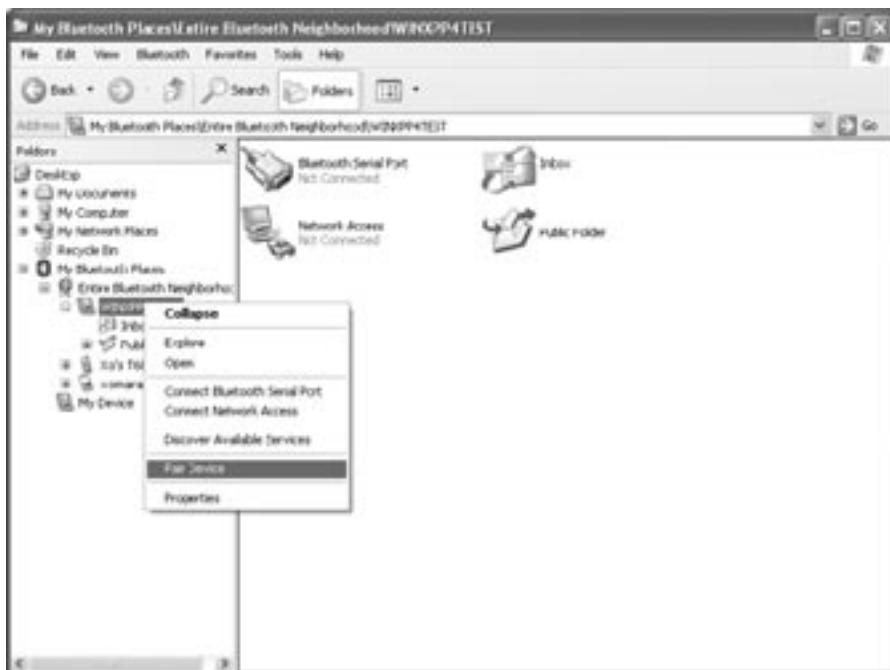 My Bluetooth Places\Entire Bluetooth Neighborhood\WINXPP4TEST
File Edit View Bluetooth Favorites Tools Help
Back Search Folders
Address My Bluetooth Places\Entire Bluetooth Neighborhood\WINXPP4TEST Go
Folders
Desktop
My Documents
My Computer
My Network Places
Recycle Bin
My Bluetooth Places
Entire Bluetooth Neighborho
Inbo
Publ
My Device
Collapse
Explore
Open
Connect Bluetooth Serial Port
Connect Network Access
Discover Available Services
Pair Device
Properties
Bluetooth Serial Port
Not Connected
Inbox
Network Access
Not Connected
Public Folder